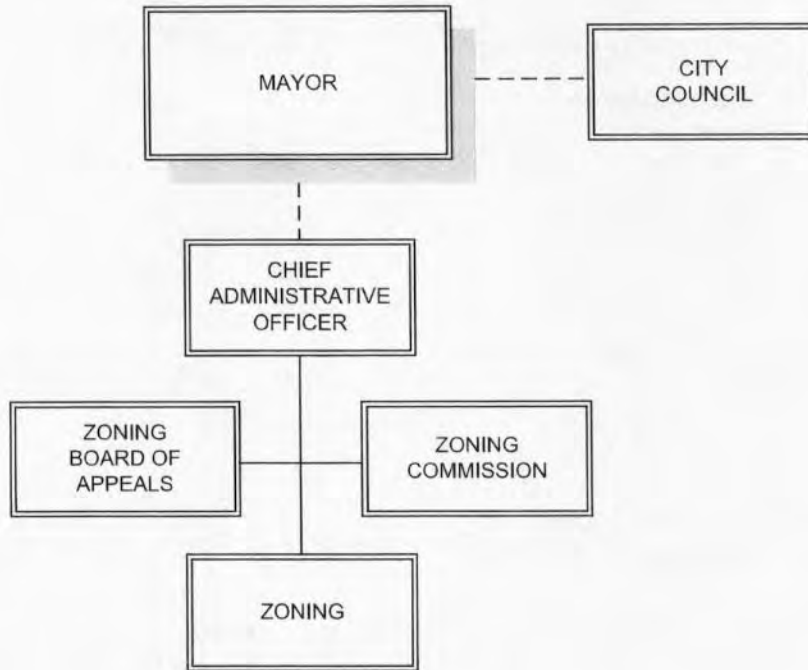 MAYOR
CITY
COUNCIL
CHIEF
ADMINISTRATIVE
OFFICER
ZONING
BOARD OF
APPEALS
ZONING
COMMISSION
ZONING